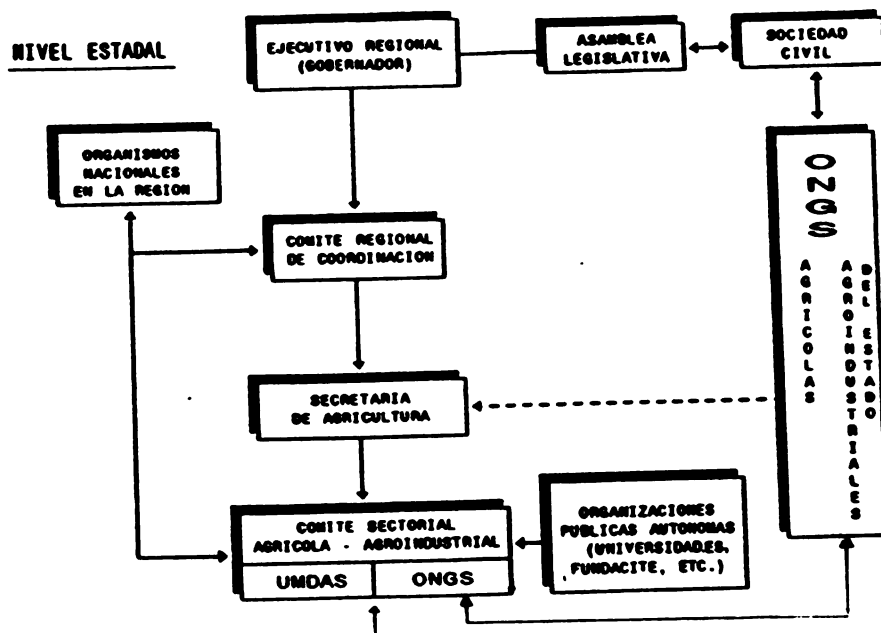 NIVEL ESTADAL
EJECUTIVO REGIONAL
(GOBERNADOR)
ASAMBLEA
LEGISLATIVA
SOCIEDAD
CIVIL
ORGANISMOS
NACIONALES
EN LA REGION
ONGS
AGRICOLAS
AGROINDUSTRIALES
DEL ESTADO
COMITE REGIONAL
DE COORDINACION
SECRETARIA
DE AGRICULTURA
COMITE SECTORIAL
AGRICOLA - AGROINDUSTRIAL
UMDAS
ONGS
ORGANIZACIONES
PUBLICAS AUTONOMAS
(UNIVERSIDADES,
FUNDACITE, ETC.)